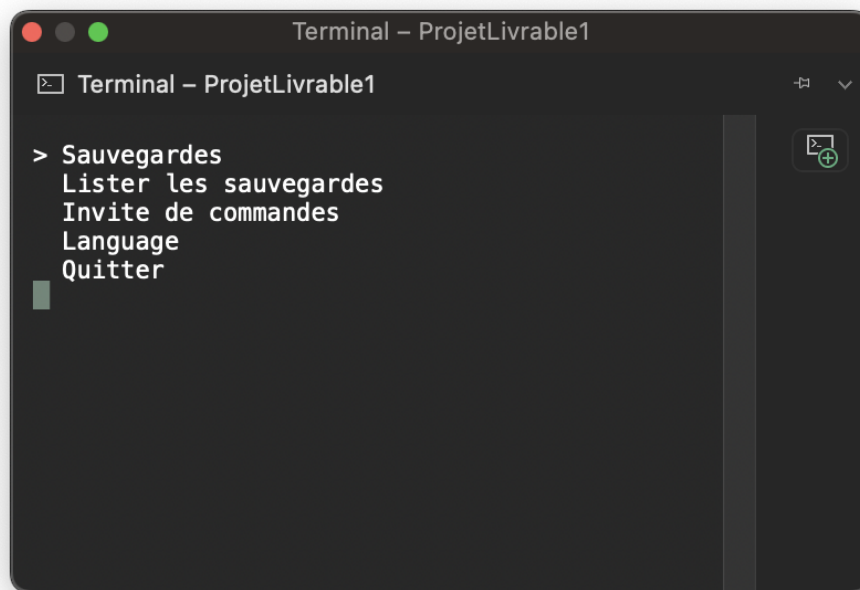 Terminal – ProjetLivrable1
Terminal – ProjetLivrable1
> Sauvegardes
Lister les sauvegardes
Invite de commandes
Language
Quitter